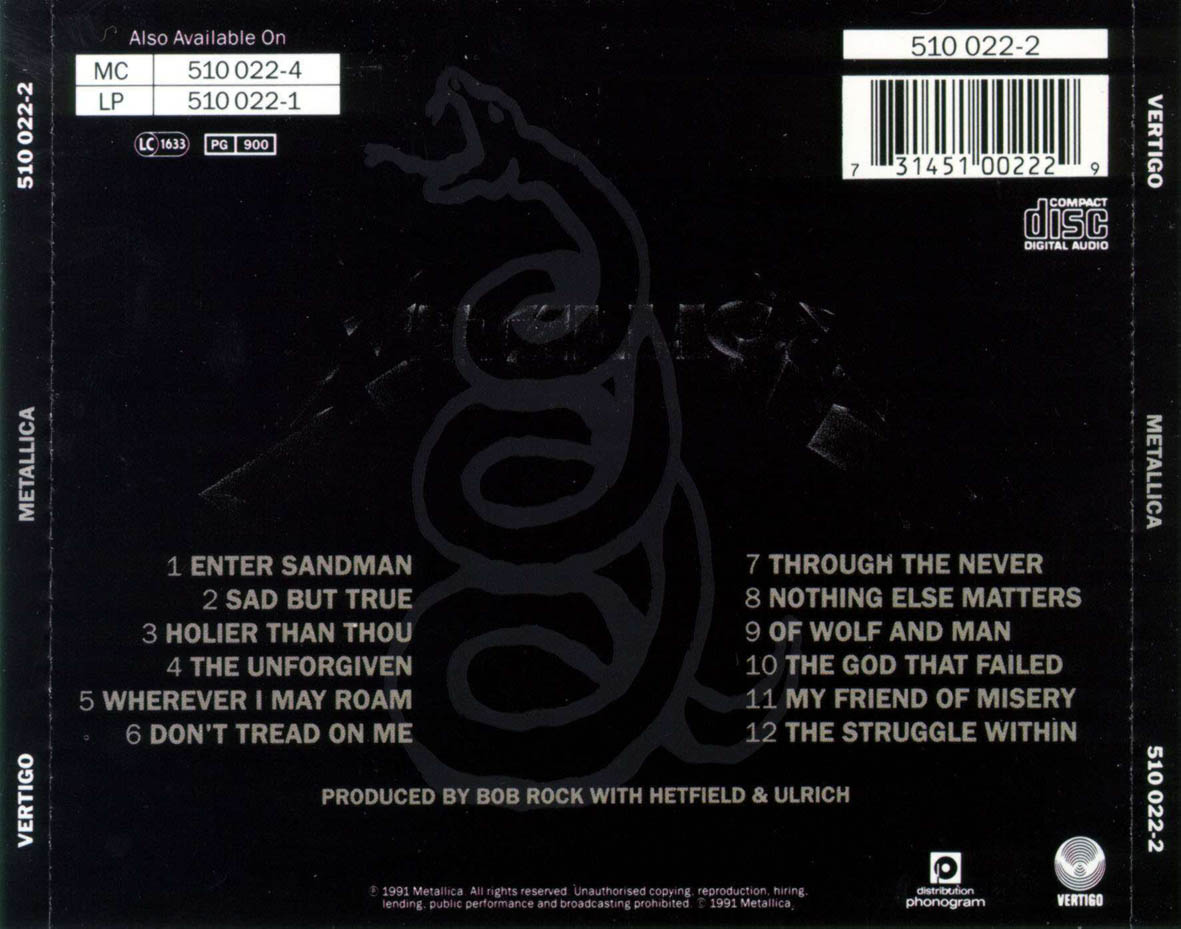 Also Available On
MC 510 022-4
LP 510 022-1
LC 1633 PG 900
510 022-2
7 31451 00222 9
COMPACT
disc
DIGITAL AUDIO
510 022-2
METALLICA
VERTIGO
METALLICA
1 ENTER SANDMAN
2 SAD BUT TRUE
3 HOLIER THAN THOU
4 THE UNFORGIVEN
5 WHEREVER I MAY ROAM
6 DON'T TREAD ON ME
7 THROUGH THE NEVER
8 NOTHING ELSE MATTERS
9 OF WOLF AND MAN
10 THE GOD THAT FAILED
11 MY FRIEND OF MISERY
12 THE STRUGGLE WITHIN
PRODUCED BY BOB ROCK WITH HETFIELD & ULRICH
℗ 1991 Metallica. All rights reserved. Unauthorised copying, reproduction, hiring,
lending, public performance and broadcasting prohibited. © 1991 Metallica.
p
distribution
phonogram
VERTIGO
VERTIGO
METALLICA
510 022-2